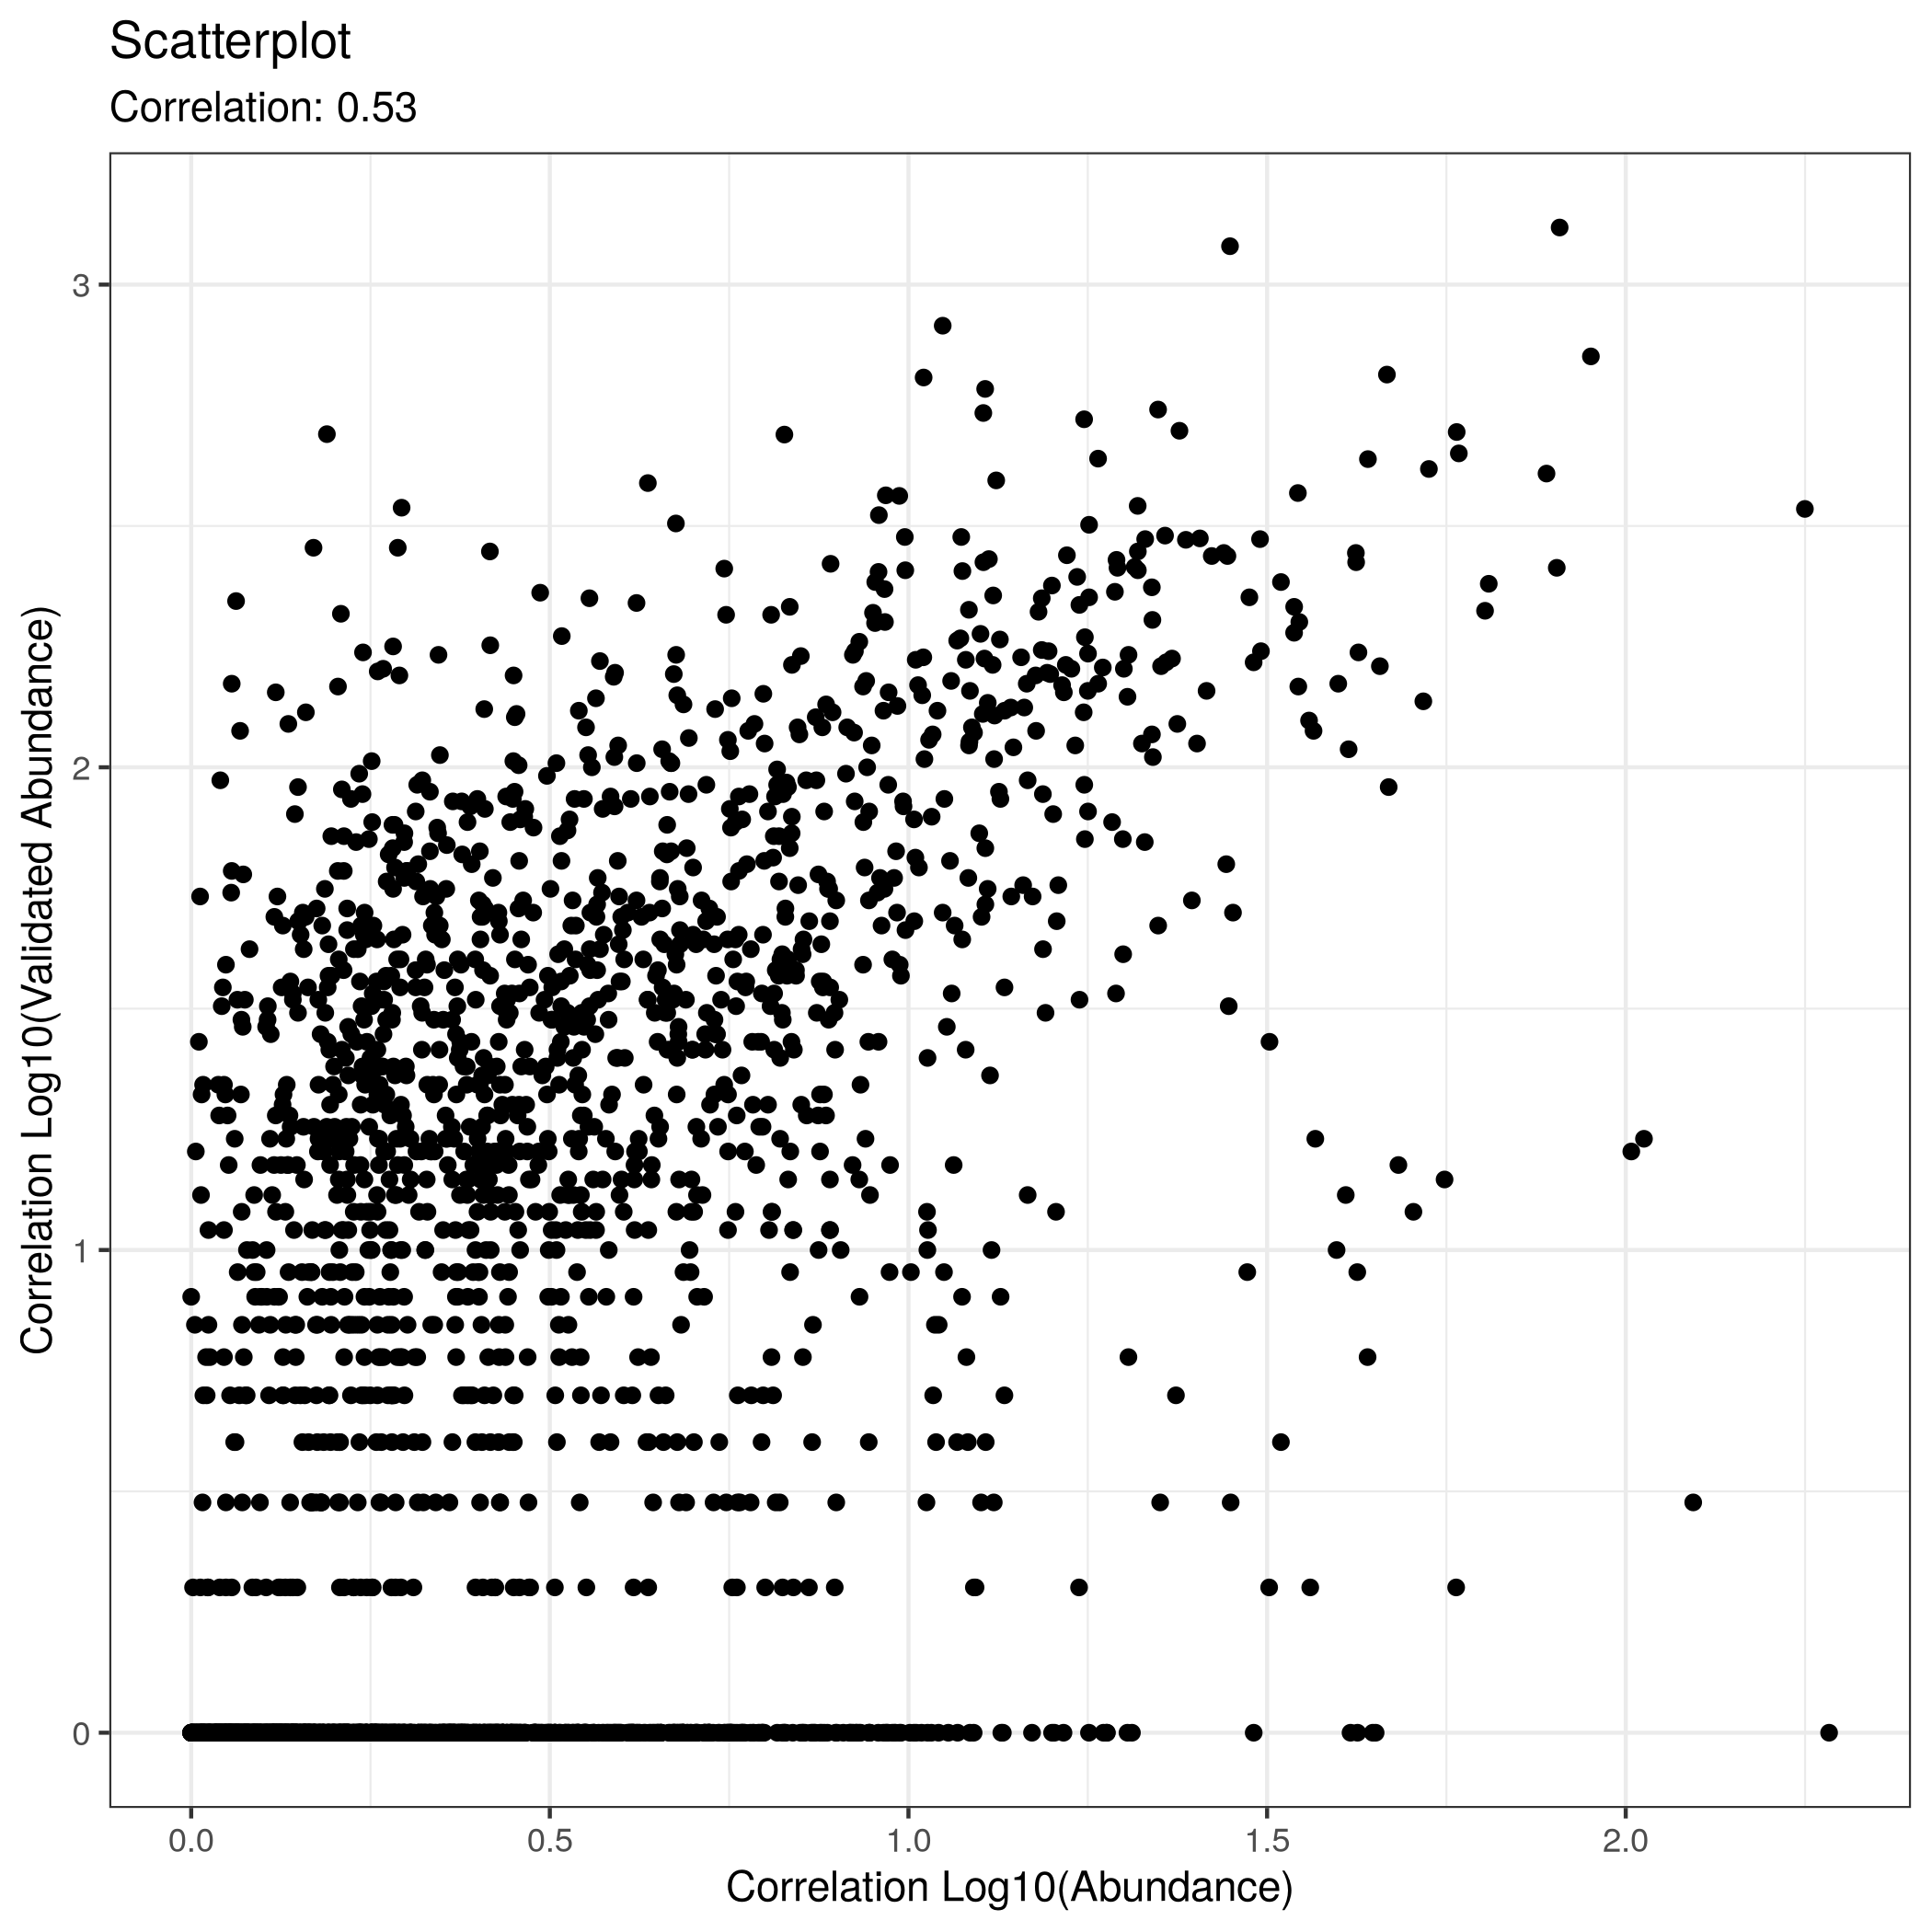 Scatterplot
Correlation: 0.53
Correlation Log10(Validated Abundance)
3
2
1
0
0.0
0.5
1.0
1.5
2.0
Correlation Log10(Abundance)